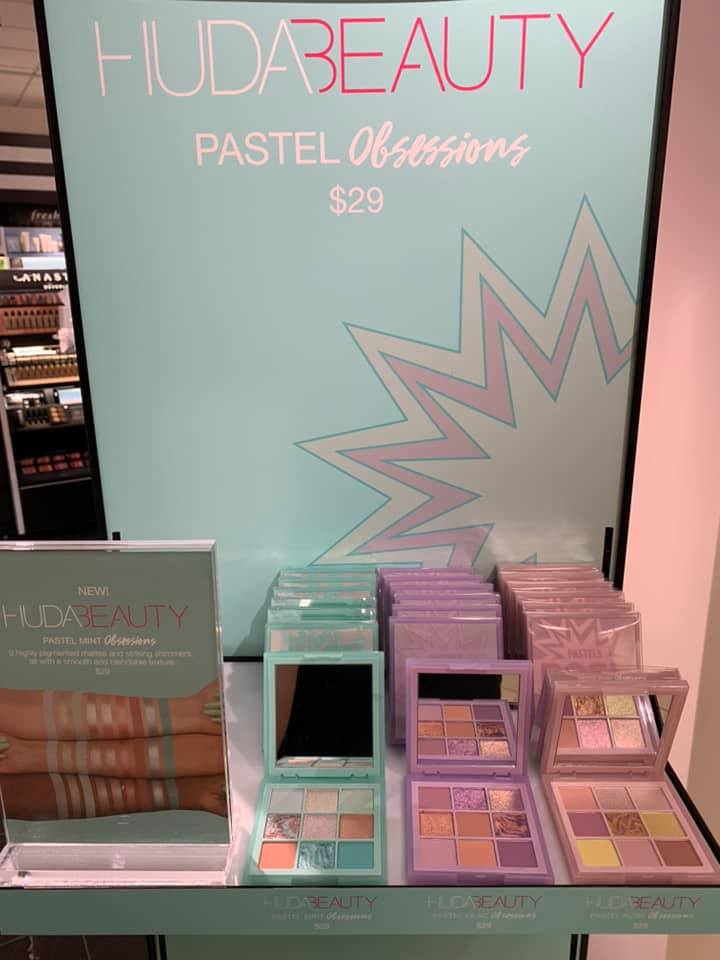 HUDABEAUTY
PASTEL Obsessions
$29
fresh
ANAST
NEW!
HUDABEAUTY
PASTEL MINT Obsessions
9 highly pigmented mattes and striking shimmers,
all with a smooth and blendable texture
$29
PASTELS
HUDABEAUTY
PASTEL MINT Obsessions
$29
HUDABEAUTY
PASTEL LILAC Obsessions
$29
HUDABEAUTY
PASTEL ROSE Obsessions
$29